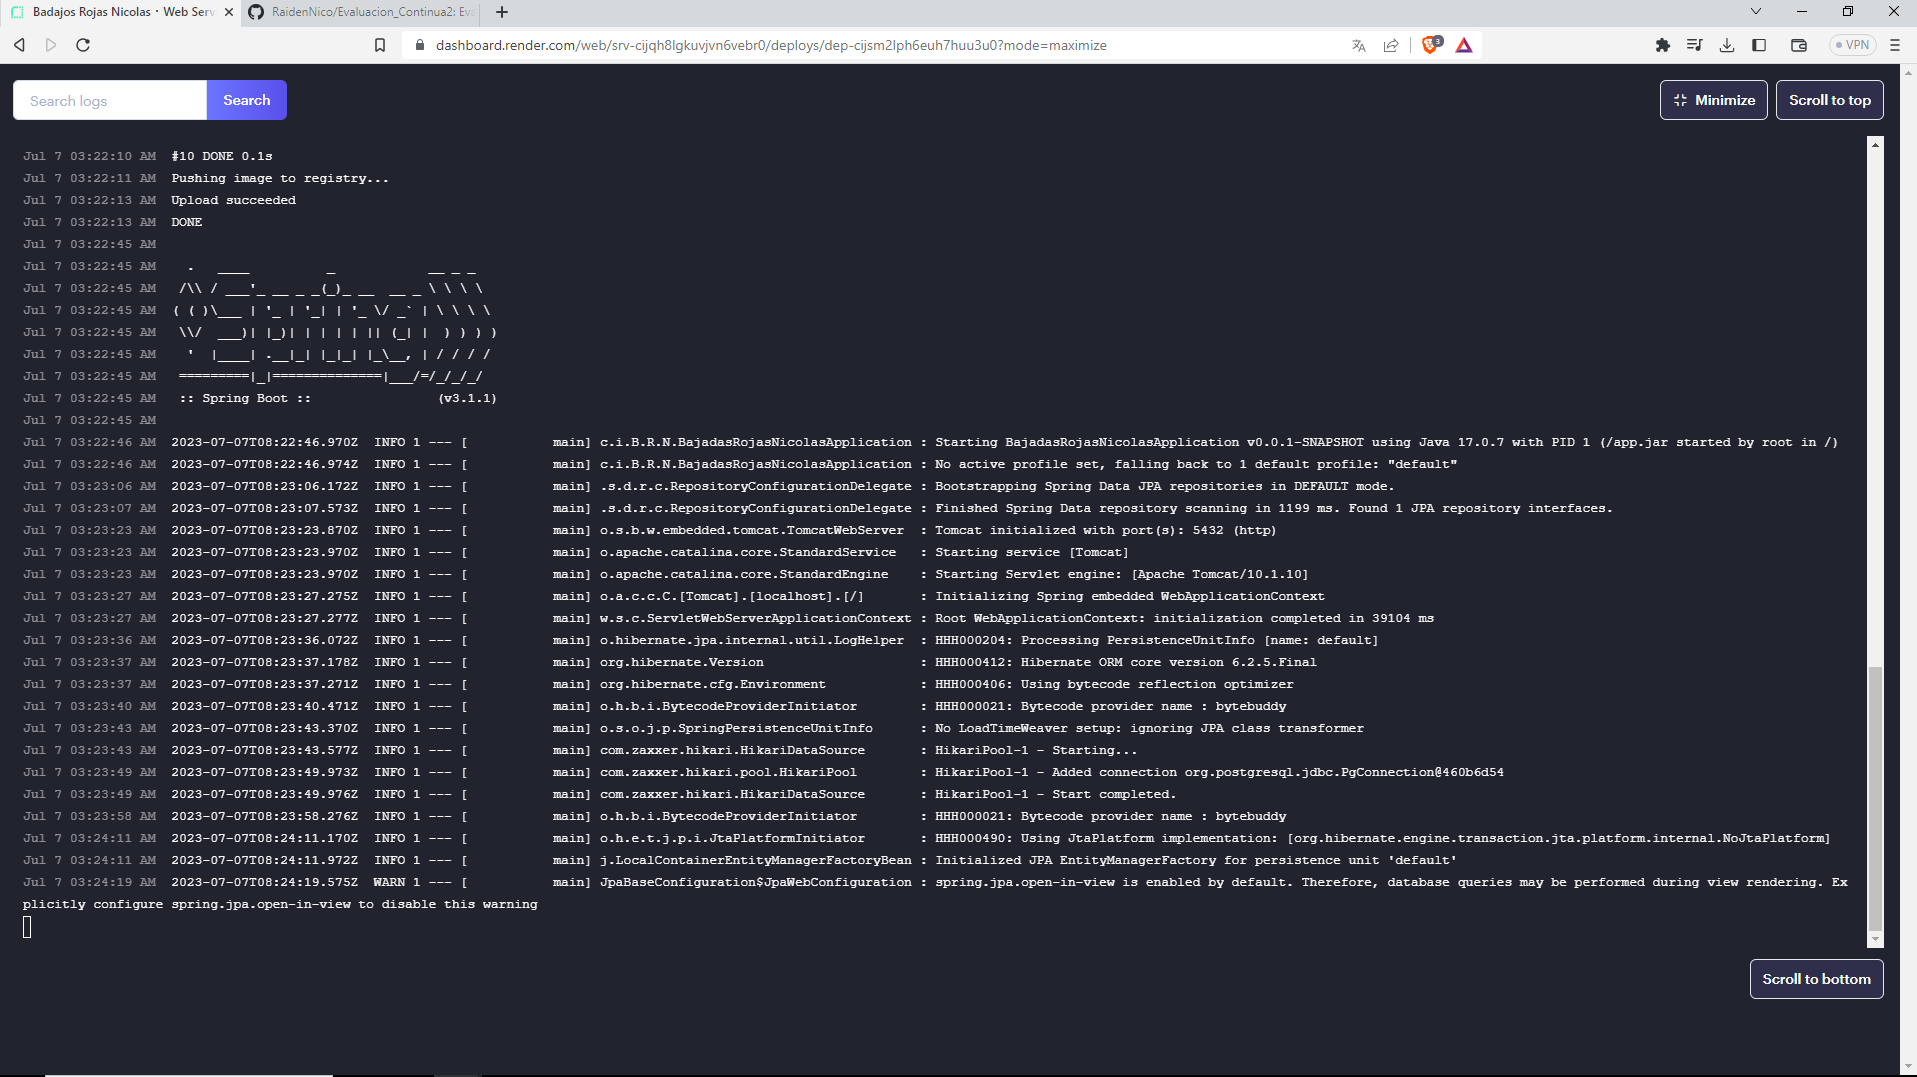 Badajos Rojas Nicolas · Web Serv
RaidenNico/Evaluacion_Continua2: Eva
dashboard.render.com/web/srv-cijqh8lgkuvjvn6vebr0/deploys/dep-cijsm2lph6euh7huu3u0?mode=maximize
3
VPN
Search logs
Search
Minimize
Scroll to top
Jul 7 03:22:10 AM  #10 DONE 0.1s
Jul 7 03:22:11 AM  Pushing image to registry...
Jul 7 03:22:13 AM  Upload succeeded
Jul 7 03:22:13 AM  DONE
Jul 7 03:22:45 AM
Jul 7 03:22:45 AM    .   ____          _            __ _ _
Jul 7 03:22:45 AM   /\\ / ___'_ __ _ _(_)_ __  __ _ \ \ \ \
Jul 7 03:22:45 AM  ( ( )\___ | '_ | '_| | '_ \/ _` | \ \ \ \
Jul 7 03:22:45 AM   \\/  ___)| |_)| | | | | || (_| |  ) ) ) )
Jul 7 03:22:45 AM    '  |____| .__|_| |_|_| |_\__, | / / / /
Jul 7 03:22:45 AM   =========|_|==============|___/=/_/_/_/
Jul 7 03:22:45 AM   :: Spring Boot ::                (v3.1.1)
Jul 7 03:22:45 AM
Jul 7 03:22:46 AM  2023-07-07T08:22:46.970Z  INFO 1 --- [           main] c.i.B.R.N.BajadasRojasNicolasApplication : Starting BajadasRojasNicolasApplication v0.0.1-SNAPSHOT using Java 17.0.7 with PID 1 (/app.jar started by root in /)
Jul 7 03:22:46 AM  2023-07-07T08:22:46.974Z  INFO 1 --- [           main] c.i.B.R.N.BajadasRojasNicolasApplication : No active profile set, falling back to 1 default profile: "default"
Jul 7 03:23:06 AM  2023-07-07T08:23:06.172Z  INFO 1 --- [           main] .s.d.r.c.RepositoryConfigurationDelegate : Bootstrapping Spring Data JPA repositories in DEFAULT mode.
Jul 7 03:23:07 AM  2023-07-07T08:23:07.573Z  INFO 1 --- [           main] .s.d.r.c.RepositoryConfigurationDelegate : Finished Spring Data repository scanning in 1199 ms. Found 1 JPA repository interfaces.
Jul 7 03:23:23 AM  2023-07-07T08:23:23.870Z  INFO 1 --- [           main] o.s.b.w.embedded.tomcat.TomcatWebServer  : Tomcat initialized with port(s): 5432 (http)
Jul 7 03:23:23 AM  2023-07-07T08:23:23.970Z  INFO 1 --- [           main] o.apache.catalina.core.StandardService   : Starting service [Tomcat]
Jul 7 03:23:23 AM  2023-07-07T08:23:23.970Z  INFO 1 --- [           main] o.apache.catalina.core.StandardEngine    : Starting Servlet engine: [Apache Tomcat/10.1.10]
Jul 7 03:23:27 AM  2023-07-07T08:23:27.275Z  INFO 1 --- [           main] o.a.c.c.C.[Tomcat].[localhost].[/]       : Initializing Spring embedded WebApplicationContext
Jul 7 03:23:27 AM  2023-07-07T08:23:27.277Z  INFO 1 --- [           main] w.s.c.ServletWebServerApplicationContext : Root WebApplicationContext: initialization completed in 39104 ms
Jul 7 03:23:36 AM  2023-07-07T08:23:36.072Z  INFO 1 --- [           main] o.hibernate.jpa.internal.util.LogHelper  : HHH000204: Processing PersistenceUnitInfo [name: default]
Jul 7 03:23:37 AM  2023-07-07T08:23:37.178Z  INFO 1 --- [           main] org.hibernate.Version                    : HHH000412: Hibernate ORM core version 6.2.5.Final
Jul 7 03:23:37 AM  2023-07-07T08:23:37.271Z  INFO 1 --- [           main] org.hibernate.cfg.Environment            : HHH000406: Using bytecode reflection optimizer
Jul 7 03:23:40 AM  2023-07-07T08:23:40.471Z  INFO 1 --- [           main] o.h.b.i.BytecodeProviderInitiator        : HHH000021: Bytecode provider name : bytebuddy
Jul 7 03:23:43 AM  2023-07-07T08:23:43.370Z  INFO 1 --- [           main] o.s.o.j.p.SpringPersistenceUnitInfo      : No LoadTimeWeaver setup: ignoring JPA class transformer
Jul 7 03:23:43 AM  2023-07-07T08:23:43.577Z  INFO 1 --- [           main] com.zaxxer.hikari.HikariDataSource       : HikariPool-1 - Starting...
Jul 7 03:23:49 AM  2023-07-07T08:23:49.973Z  INFO 1 --- [           main] com.zaxxer.hikari.pool.HikariPool        : HikariPool-1 - Added connection org.postgresql.jdbc.PgConnection@460b6d54
Jul 7 03:23:49 AM  2023-07-07T08:23:49.976Z  INFO 1 --- [           main] com.zaxxer.hikari.HikariDataSource       : HikariPool-1 - Start completed.
Jul 7 03:23:58 AM  2023-07-07T08:23:58.276Z  INFO 1 --- [           main] o.h.b.i.BytecodeProviderInitiator        : HHH000021: Bytecode provider name : bytebuddy
Jul 7 03:24:11 AM  2023-07-07T08:24:11.170Z  INFO 1 --- [           main] o.h.e.t.j.p.i.JtaPlatformInitiator       : HHH000490: Using JtaPlatform implementation: [org.hibernate.engine.transaction.jta.platform.internal.NoJtaPlatform]
Jul 7 03:24:11 AM  2023-07-07T08:24:11.972Z  INFO 1 --- [           main] j.LocalContainerEntityManagerFactoryBean : Initialized JPA EntityManagerFactory for persistence unit 'default'
Jul 7 03:24:19 AM  2023-07-07T08:24:19.575Z  WARN 1 --- [           main] JpaBaseConfiguration$JpaWebConfiguration : spring.jpa.open-in-view is enabled by default. Therefore, database queries may be performed during view rendering. Ex
plicitly configure spring.jpa.open-in-view to disable this warning
Scroll to bottom